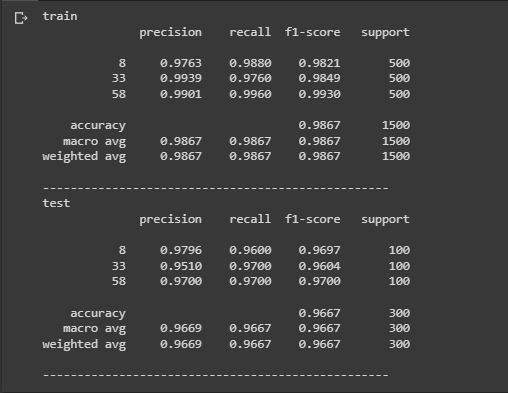 train
precision recall f1-score support
8 0.9763 0.9880 0.9821 500
33 0.9939 0.9760 0.9849 500
58 0.9901 0.9960 0.9930 500
accuracy 0.9867 1500
macro avg 0.9867 0.9867 0.9867 1500
weighted avg 0.9867 0.9867 0.9867 1500
--------------------------------------------------
test
precision recall f1-score support
8 0.9796 0.9600 0.9697 100
33 0.9510 0.9700 0.9604 100
58 0.9700 0.9700 0.9700 100
accuracy 0.9667 300
macro avg 0.9669 0.9667 0.9667 300
weighted avg 0.9669 0.9667 0.9667 300
--------------------------------------------------